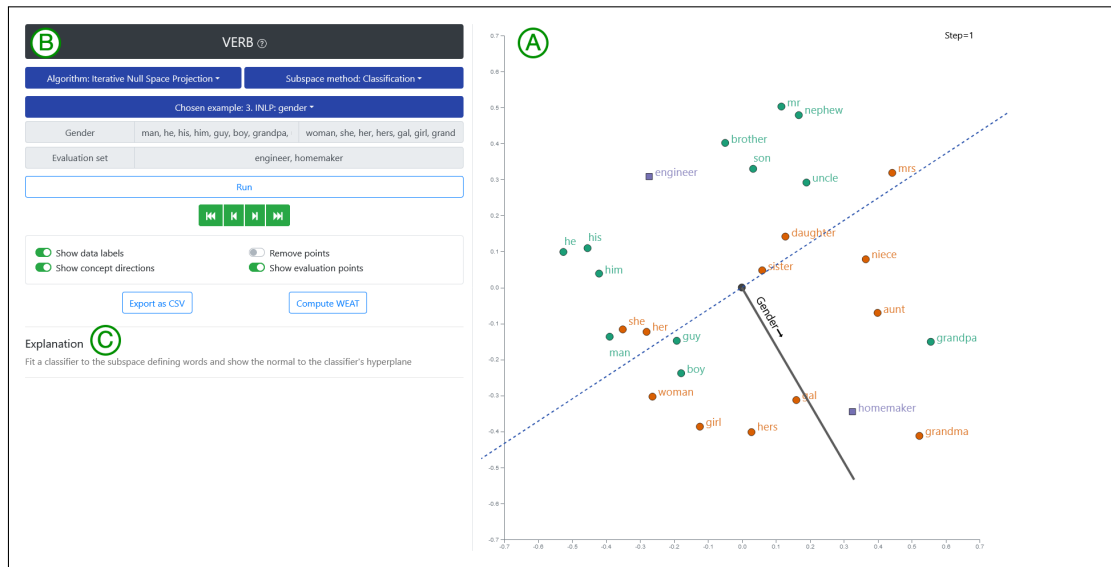 B
VERB ?
Algorithm: Iterative Null Space Projection
Subspace method: Classification
Chosen example: 3. INLP: gender
Gender
man, he, his, him, guy, boy, grandpa,
woman, she, her, hers, gal, girl, grand
Evaluation set
engineer, homemaker
Run
Show data labels
Remove points
Show concept directions
Show evaluation points
Export as CSV
Compute WEAT
Explanation
C
Fit a classifier to the subspace defining words and show the normal to the classifier's hyperplane
A
Step=1
0.7
0.6
0.5
0.4
0.3
0.2
0.1
0.0
-0.1
-0.2
-0.3
-0.4
-0.5
-0.6
-0.7
mr
nephew
brother
son
engineer
uncle
mrs
daughter
he
his
niece
him
sister
Gender→
aunt
she
her
guy
grandpa
man
boy
woman
gal
homemaker
girl
hers
grandma
-0.7
-0.6
-0.5
-0.4
-0.3
-0.2
-0.1
0.0
0.1
0.2
0.3
0.4
0.5
0.6
0.7